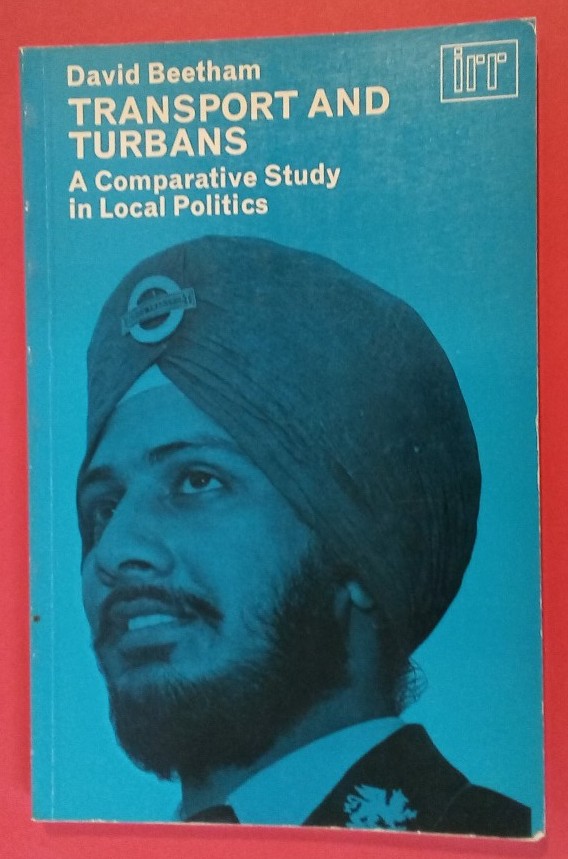 David Beetham
TRANSPORT AND
TURBANS
A Comparative Study
in Local Politics
irr